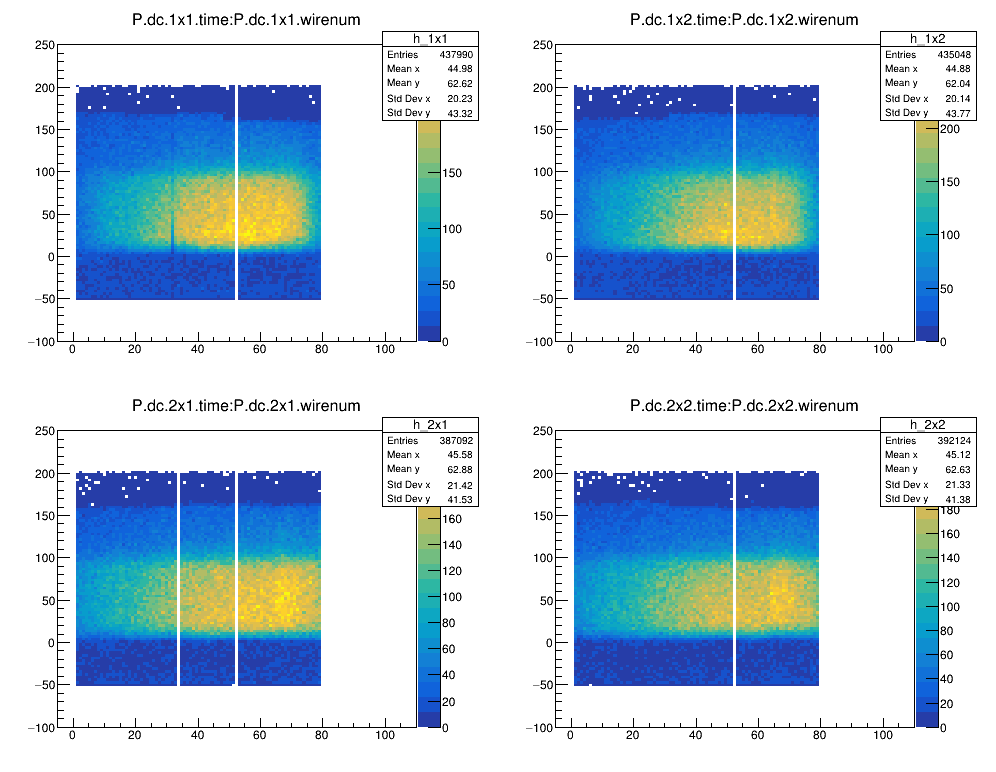 P.dc.1x1.time:P.dc.1x1.wirenum
h_1x1
Entries 437990
Mean x 44.98
Mean y 62.62
Std Dev x 20.23
Std Dev y 43.32
250
200
150
100
50
0
−50
−100
0 20 40 60 80 100
150
100
50
0
P.dc.1x2.time:P.dc.1x2.wirenum
h_1x2
Entries 435048
Mean x 44.88
Mean y 62.04
Std Dev x 20.14
Std Dev y 43.77
250
200
150
100
50
0
−50
−100
0 20 40 60 80 100
200
150
100
50
0
P.dc.2x1.time:P.dc.2x1.wirenum
h_2x1
Entries 387092
Mean x 45.58
Mean y 62.88
Std Dev x 21.42
Std Dev y 41.53
250
200
150
100
50
0
−50
−100
0 20 40 60 80 100
160
140
120
100
80
60
40
20
0
P.dc.2x2.time:P.dc.2x2.wirenum
h_2x2
Entries 392124
Mean x 45.12
Mean y 62.63
Std Dev x 21.33
Std Dev y 41.38
250
200
150
100
50
0
−50
−100
0 20 40 60 80 100
180
160
140
120
100
80
60
40
20
0